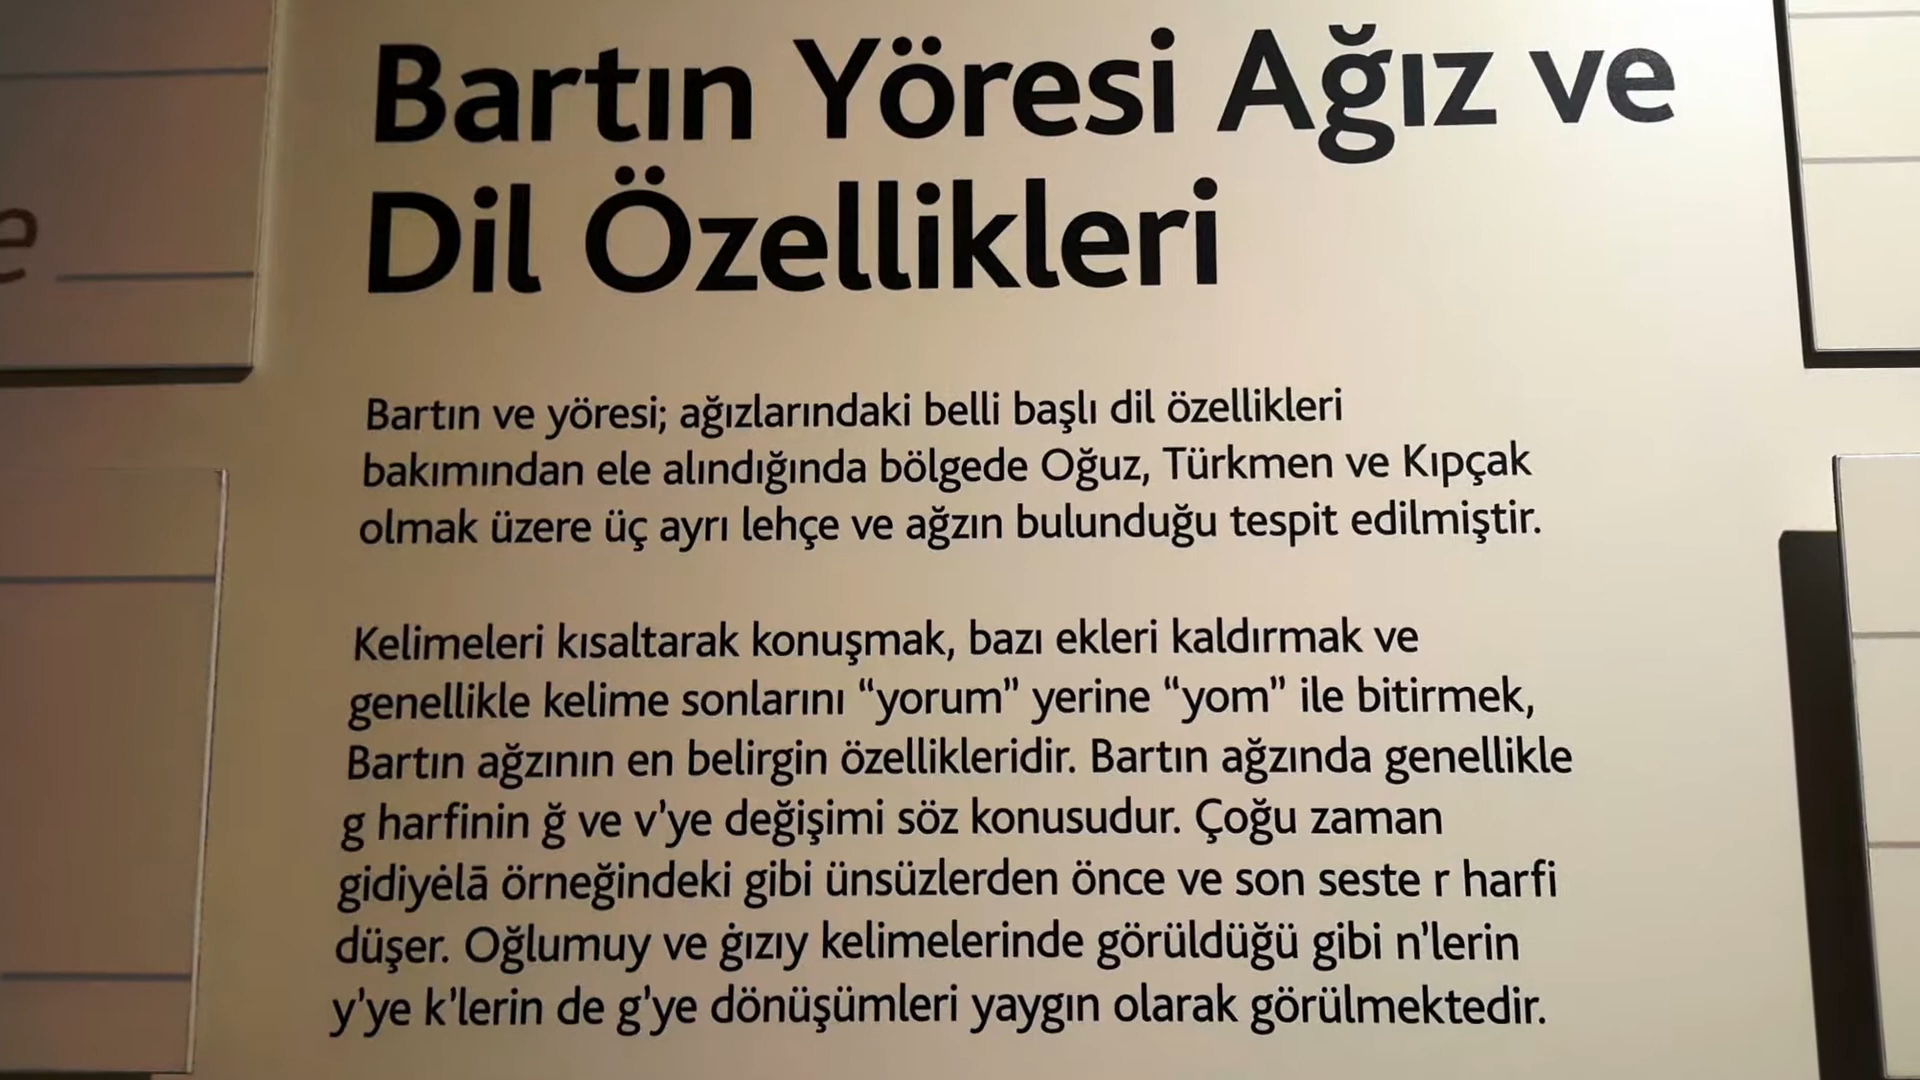 Bartın Yöresi Ağız ve
Dil Özellikleri
Bartın ve yöresi; ağızlarındaki belli başlı dil özellikleri
bakımından ele alındığında bölgede Oğuz, Türkmen ve Kıpçak
olmak üzere üç ayrı lehçe ve ağzın bulunduğu tespit edilmiştir.
Kelimeleri kısaltarak konuşmak, bazı ekleri kaldırmak ve
genellikle kelime sonlarını “yorum” yerine “yom” ile bitirmek,
Bartın ağzının en belirgin özellikleridir. Bartın ağzında genellikle
g harfinin ğ ve v'ye değişimi söz konusudur. Çoğu zaman
gidiyėlā örneğindeki gibi ünsüzlerden önce ve son seste r harfi
düşer. Oğlumuy ve ġızıy kelimelerinde görüldüğü gibi n'lerin
y'ye k'lerin de g'ye dönüşümleri yaygın olarak görülmektedir.